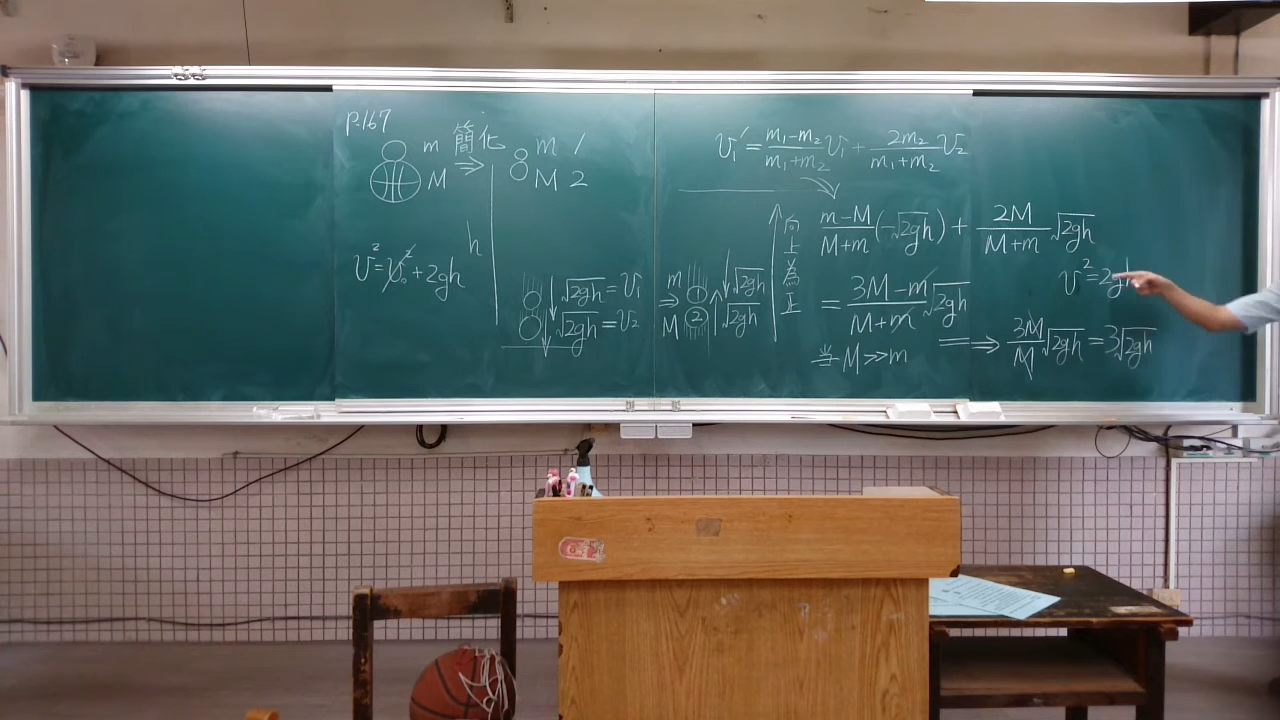 P.167
m 簡化 m 1
M ⇒ M 2
h
v²=v₀²+2gh
√2gh = v₁
√2gh = v₂
⇒ m √2gh
M ② √2gh
v₁′ = (m₁-m₂)/(m₁+m₂) v₁ + 2m₂/(m₁+m₂) v₂
向上為正
(m-M)/(M+m) (-√2gh) + 2M/(M+m) √2gh
v²=2gh
= (3M-m)/(M+m) √2gh
當 M≫m ⟹ 3M/M √2gh = 3√2gh